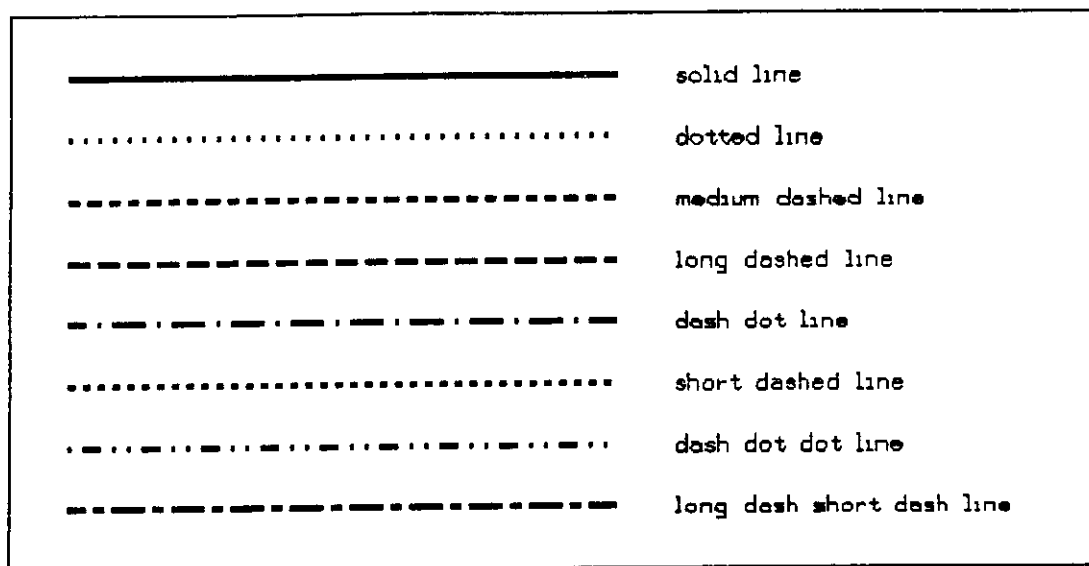 solid line
dotted line
medium dashed line
long dashed line
dash dot line
short dashed line
dash dot dot line
long dash short dash line